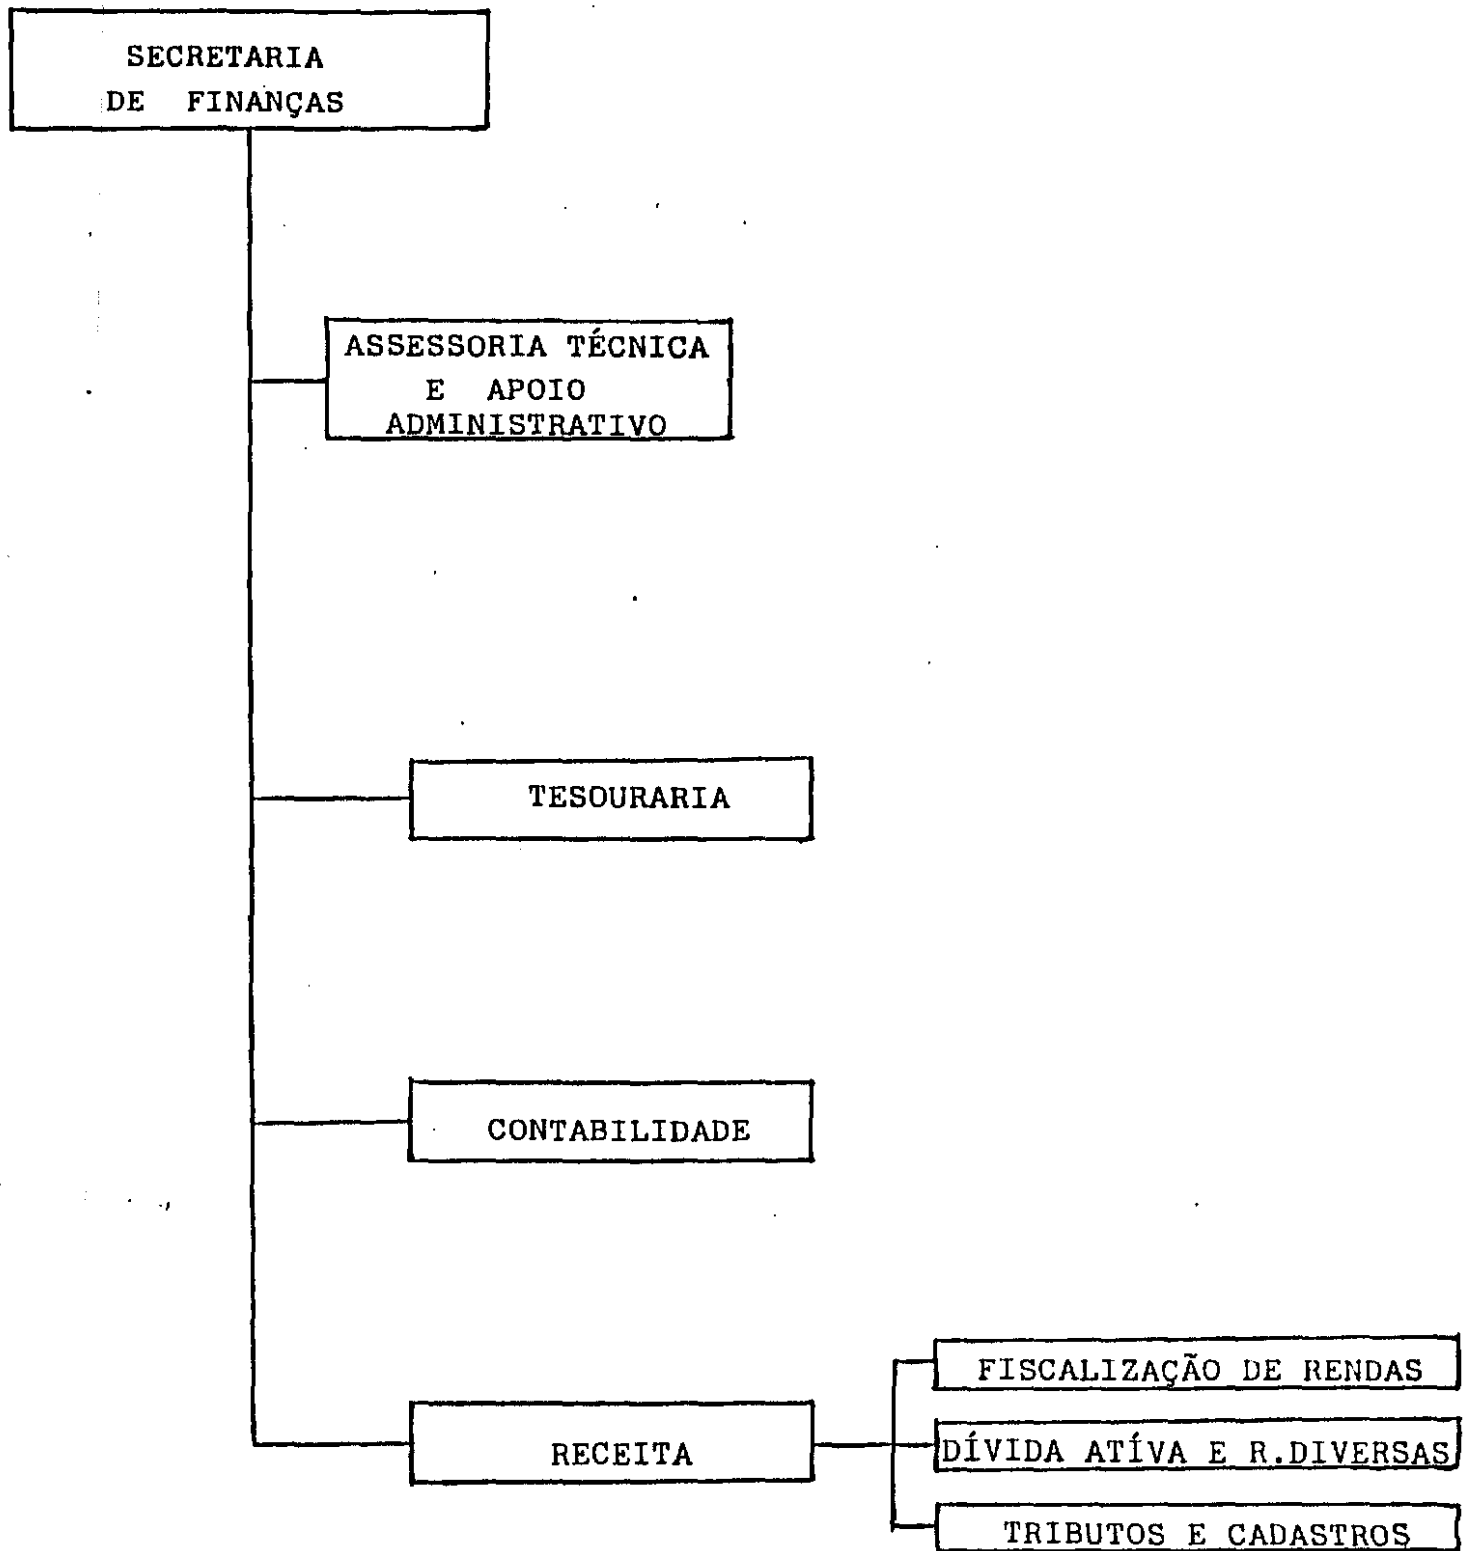 SECRETARIA
DE FINANÇAS
ASSESSORIA TÉCNICA
E APOIO
ADMINISTRATIVO
TESOURARIA
CONTABILIDADE
RECEITA
FISCALIZAÇÃO DE RENDAS
DÍVIDA ATÍVA E R.DIVERSAS
TRIBUTOS E CADASTROS